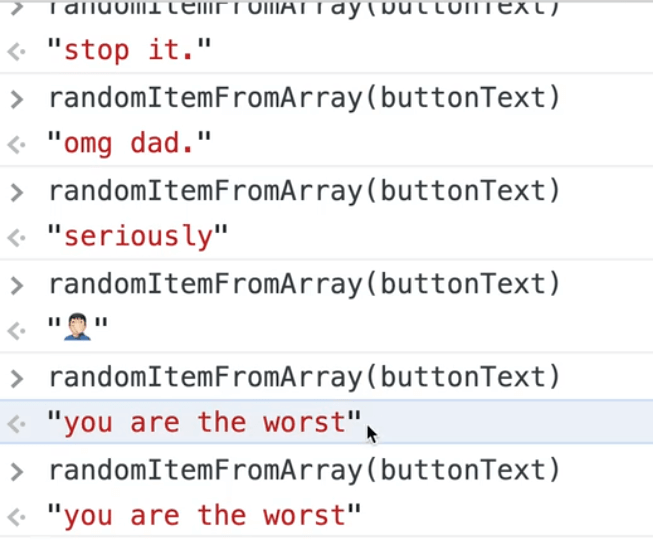 randomItemFromArray(buttonText)
"stop it."
randomItemFromArray(buttonText)
"omg dad."
randomItemFromArray(buttonText)
"seriously"
randomItemFromArray(buttonText)
"🤦🏻‍♂️"
randomItemFromArray(buttonText)
"you are the worst"
randomItemFromArray(buttonText)
"you are the worst"